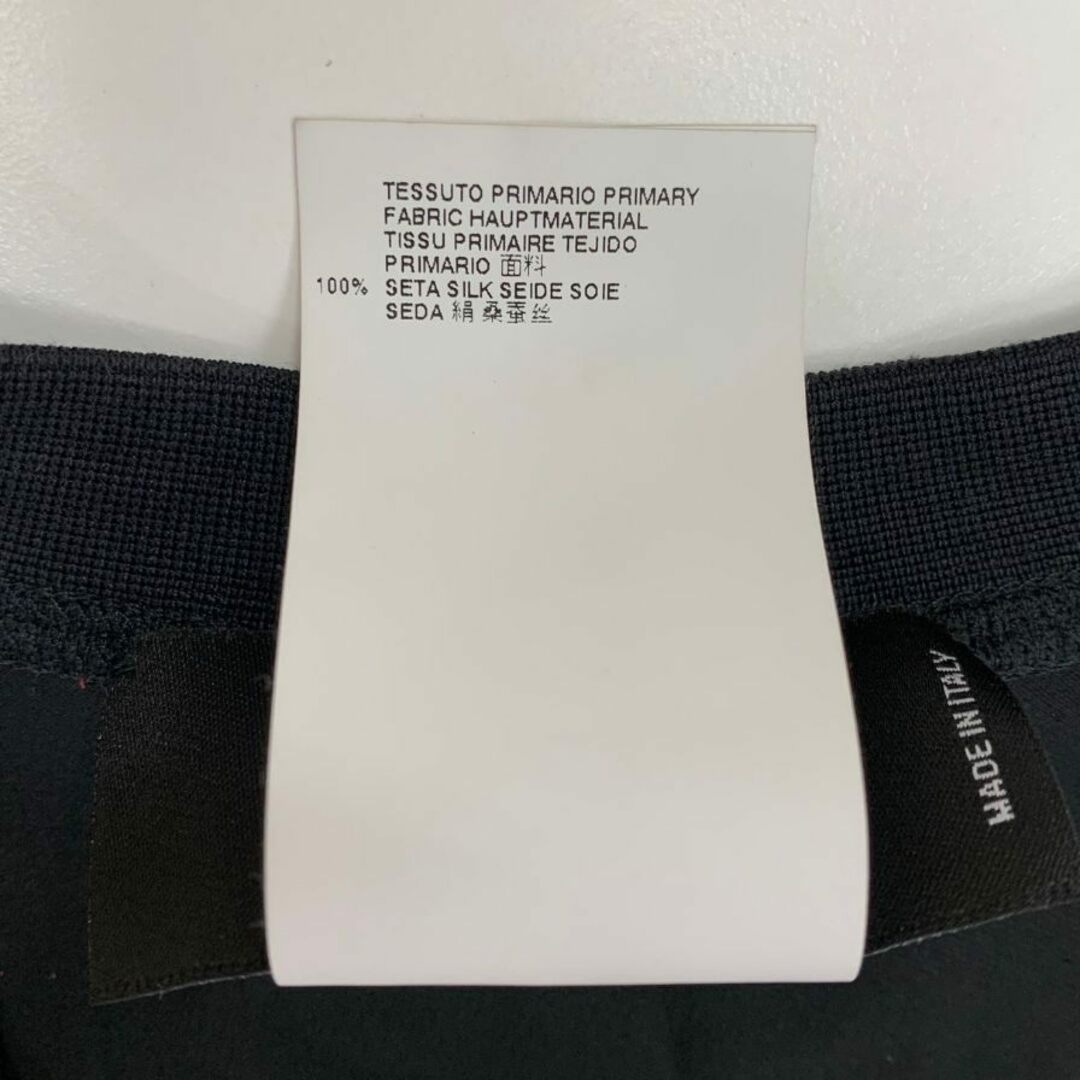 TESSUTO PRIMARIO PRIMARY
FABRIC HAUPTMATERIAL
TISSU PRIMAIRE TEJIDO
PRIMARIO 面料
100% SETA SILK SEIDE SOIE
SEDA 絹 桑蚕丝
MADE IN ITALY